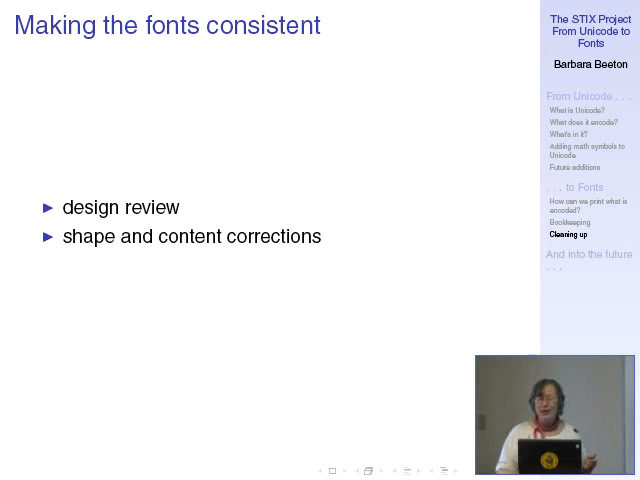 Making the fonts consistent
design review
shape and content corrections
The STIX Project
From Unicode to
Fonts
Barbara Beeton
From Unicode . . .
What is Unicode?
What does it encode?
What's in it?
Adding math symbols to
Unicode
Future additions
. . . to Fonts
How can we print what is
encoded?
Bookkeeping
Cleaning up
And into the future
. . .